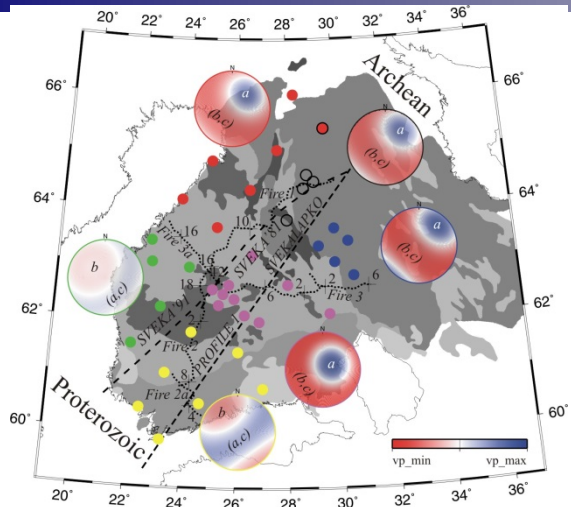 20° 22° 24° 26° 28° 30° 32° 34° 36°
66°
66°
64°
64°
62°
62°
60°
60°
20° 22° 24° 26° 28° 30° 32° 34°
Archean
Proterozoic
N
a
(b,c)
N
a
(b,c)
N
a
(b,c)
N
b
(a,c)
N
a
(b,c)
N
b
(a,c)
Fire 1
Fire 3a
16
10
SVEKA 81
SVEKALAPKO
16
18
6
2
2
6
Fire 3
SVEKA 91
PROFILE 1
Fire 2
8
Fire 2a
4
vp_min vp_max